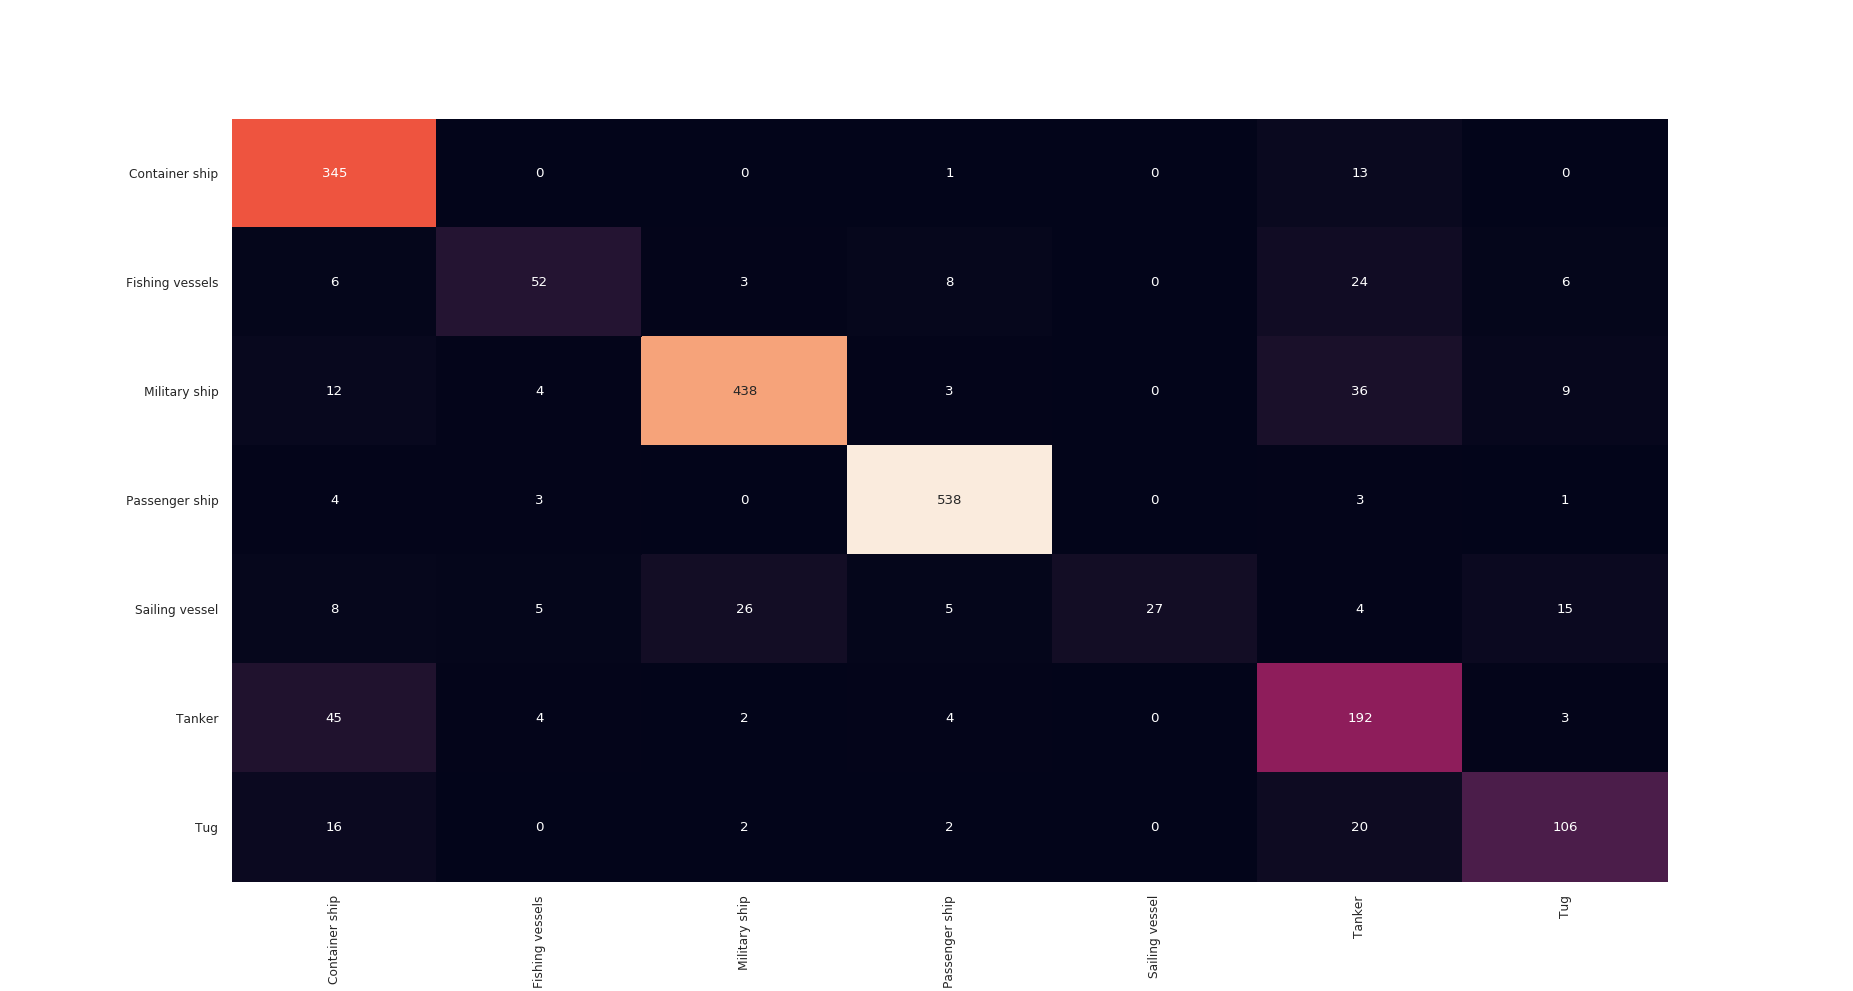 Container ship 345 0 0 1 0 13 0
Fishing vessels 6 52 3 8 0 24 6
Military ship 12 4 438 3 0 36 9
Passenger ship 4 3 0 538 0 3 1
Sailing vessel 8 5 26 5 27 4 15
Tanker 45 4 2 4 0 192 3
Tug 16 0 2 2 0 20 106
Container ship
Fishing vessels
Military ship
Passenger ship
Sailing vessel
Tanker
Tug